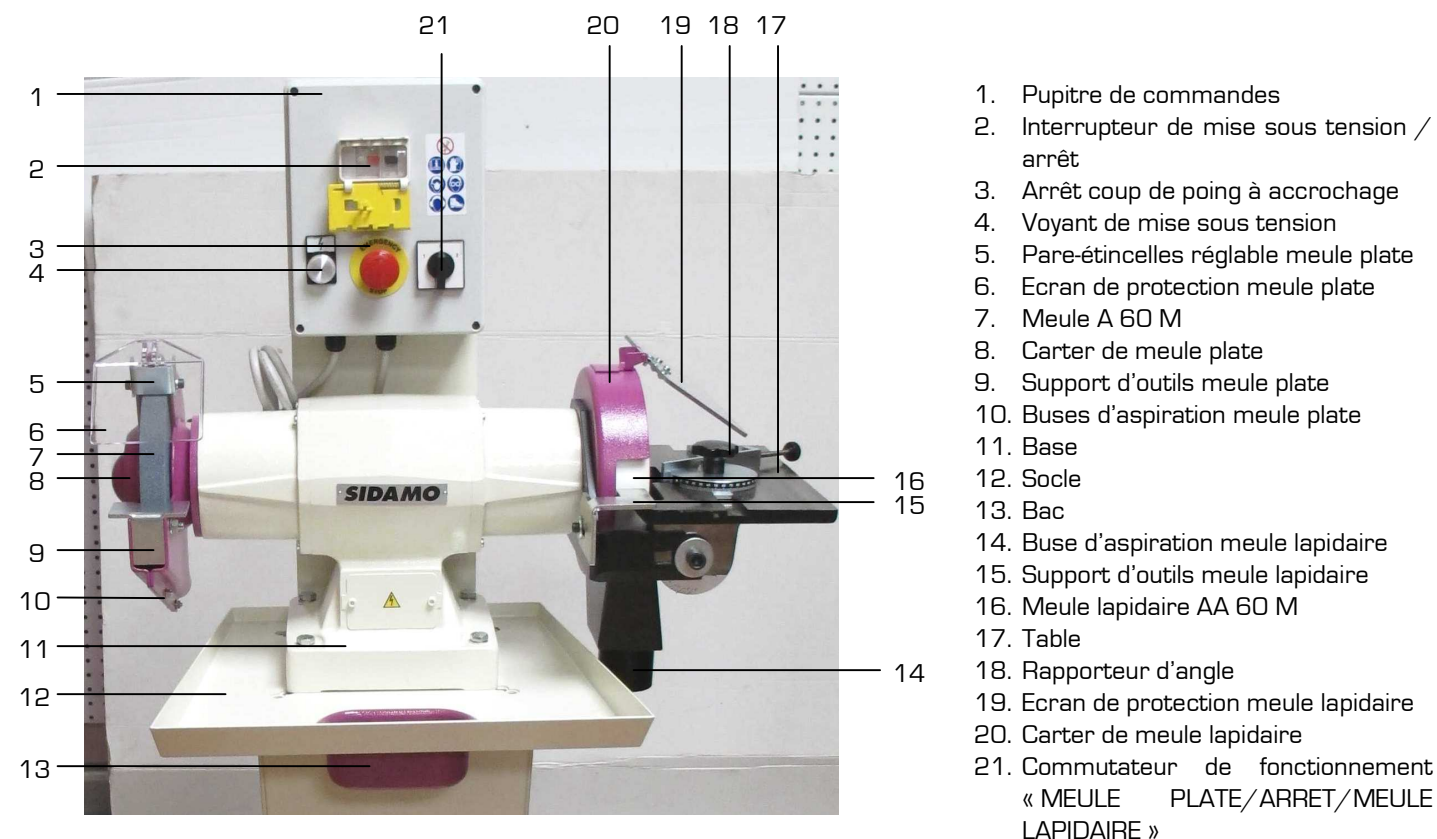 21
20
19
18
17
1
2
3
4
5
6
7
8
9
10
11
12
13
16
15
14
EMERGENCY
STOP
SIDAMO
1. Pupitre de commandes
2. Interrupteur de mise sous tension /
arrêt
3. Arrêt coup de poing à accrochage
4. Voyant de mise sous tension
5. Pare-étincelles réglable meule plate
6. Ecran de protection meule plate
7. Meule A 60 M
8. Carter de meule plate
9. Support d’outils meule plate
10. Buses d’aspiration meule plate
11. Base
12. Socle
13. Bac
14. Buse d’aspiration meule lapidaire
15. Support d’outils meule lapidaire
16. Meule lapidaire AA 60 M
17. Table
18. Rapporteur d’angle
19. Ecran de protection meule lapidaire
20. Carter de meule lapidaire
21. Commutateur de fonctionnement
« MEULE PLATE/ARRET/MEULE
LAPIDAIRE »